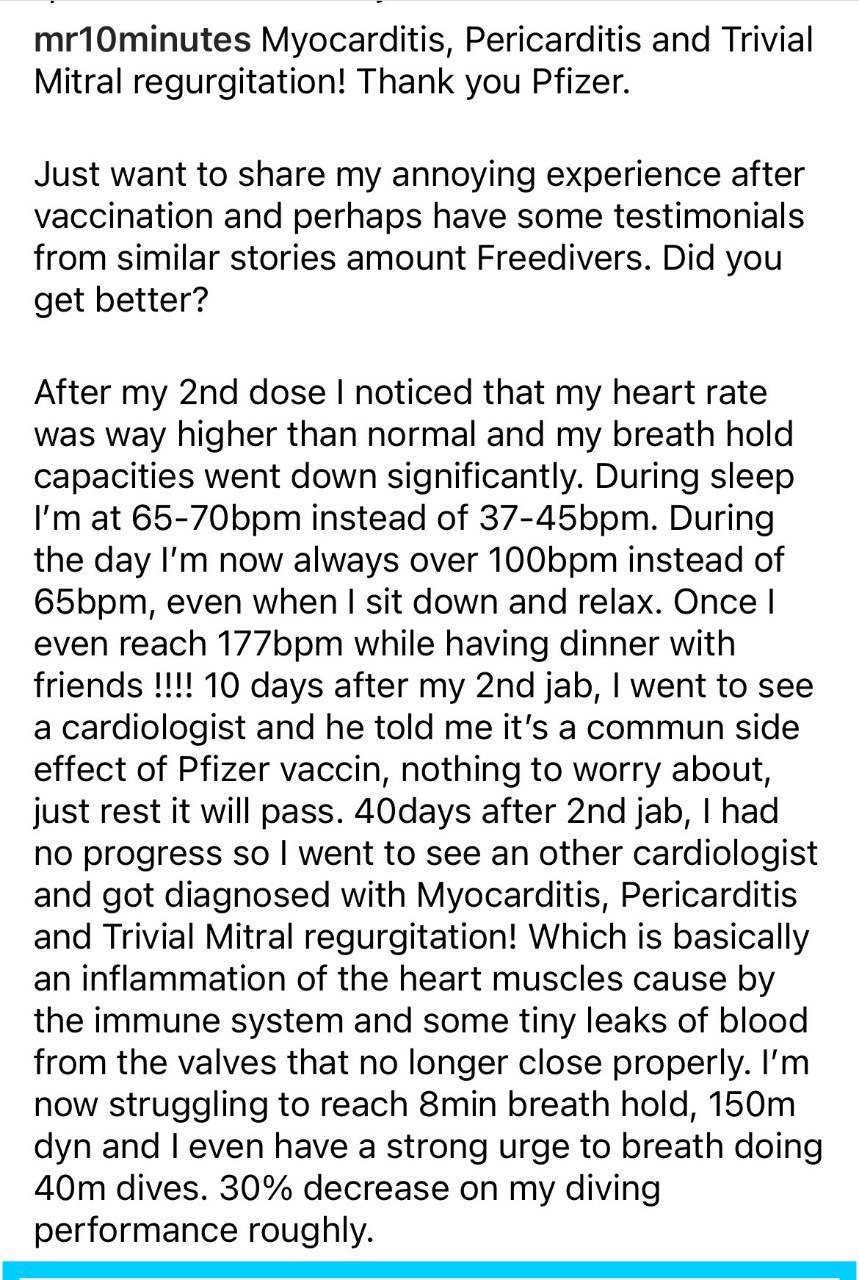 mr10minutes Myocarditis, Pericarditis and Trivial
Mitral regurgitation! Thank you Pfizer.
Just want to share my annoying experience after
vaccination and perhaps have some testimonials
from similar stories amount Freedivers. Did you
get better?
After my 2nd dose I noticed that my heart rate
was way higher than normal and my breath hold
capacities went down significantly. During sleep
I'm at 65-70bpm instead of 37-45bpm. During
the day I'm now always over 100bpm instead of
65bpm, even when I sit down and relax. Once I
even reach 177bpm while having dinner with
friends !!!! 10 days after my 2nd jab, I went to see
a cardiologist and he told me it's a commun side
effect of Pfizer vaccin, nothing to worry about,
just rest it will pass. 40days after 2nd jab, I had
no progress so I went to see an other cardiologist
and got diagnosed with Myocarditis, Pericarditis
and Trivial Mitral regurgitation! Which is basically
an inflammation of the heart muscles cause by
the immune system and some tiny leaks of blood
from the valves that no longer close properly. I'm
now struggling to reach 8min breath hold, 150m
dyn and I even have a strong urge to breath doing
40m dives. 30% decrease on my diving
performance roughly.